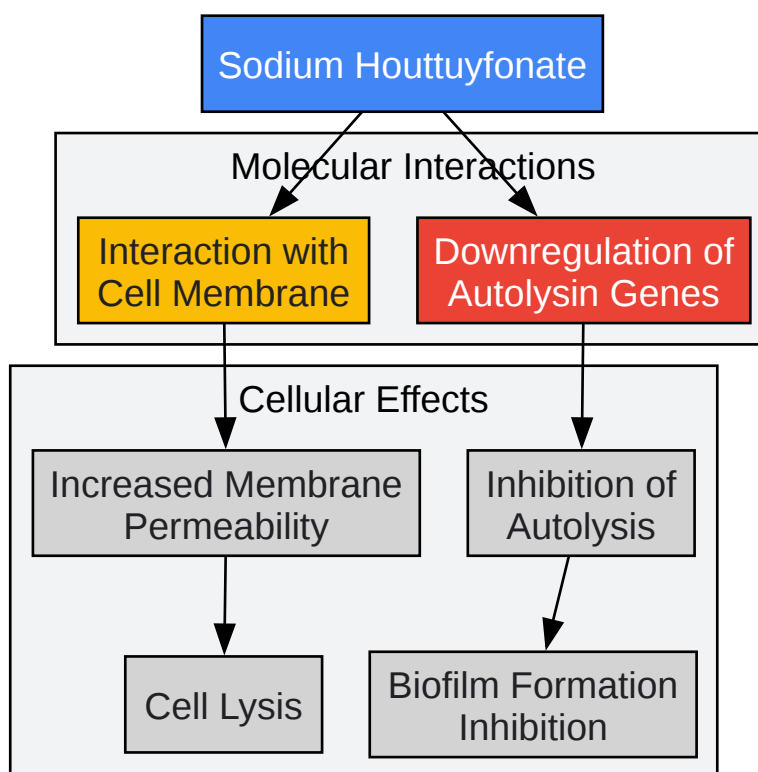 Sodium Houttuyfonate
Molecular Interactions
Interaction with
Cell Membrane
Downregulation of
Autolysin Genes
Cellular Effects
Increased Membrane
Permeability
Inhibition of
Autolysis
Cell Lysis
Biofilm Formation
Inhibition